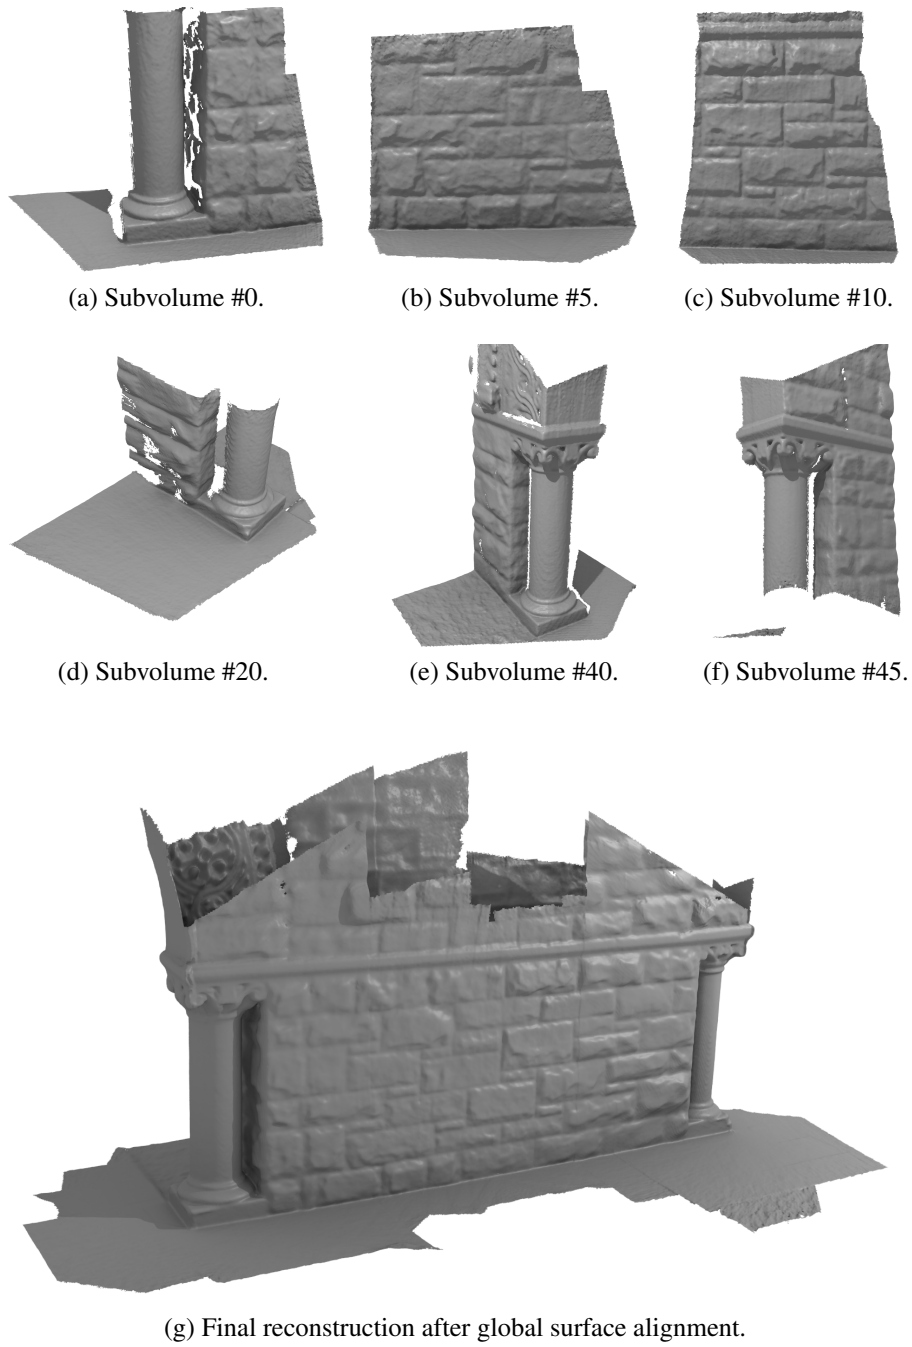 (a) Subvolume #0.
(b) Subvolume #5.
(c) Subvolume #10.
(d) Subvolume #20.
(e) Subvolume #40.
(f) Subvolume #45.
(g) Final reconstruction after global surface alignment.